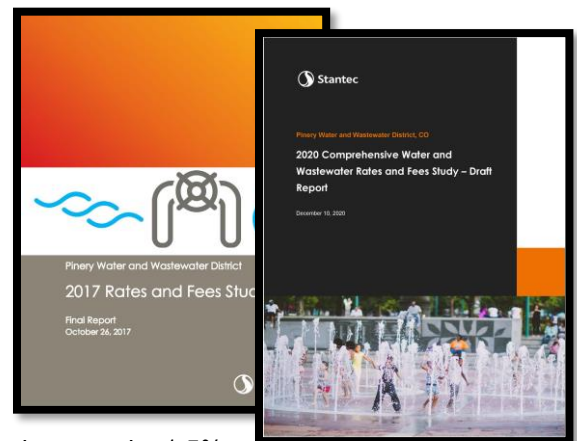 Pinery Water and Wastewater District
2017 Rates and Fees Stud
Final Report
October 26, 2017
Stantec
Pinery Water and Wastewater District, CO
2020 Comprehensive Water and
Wastewater Rates and Fees Study – Draft
Report
December 10, 2020